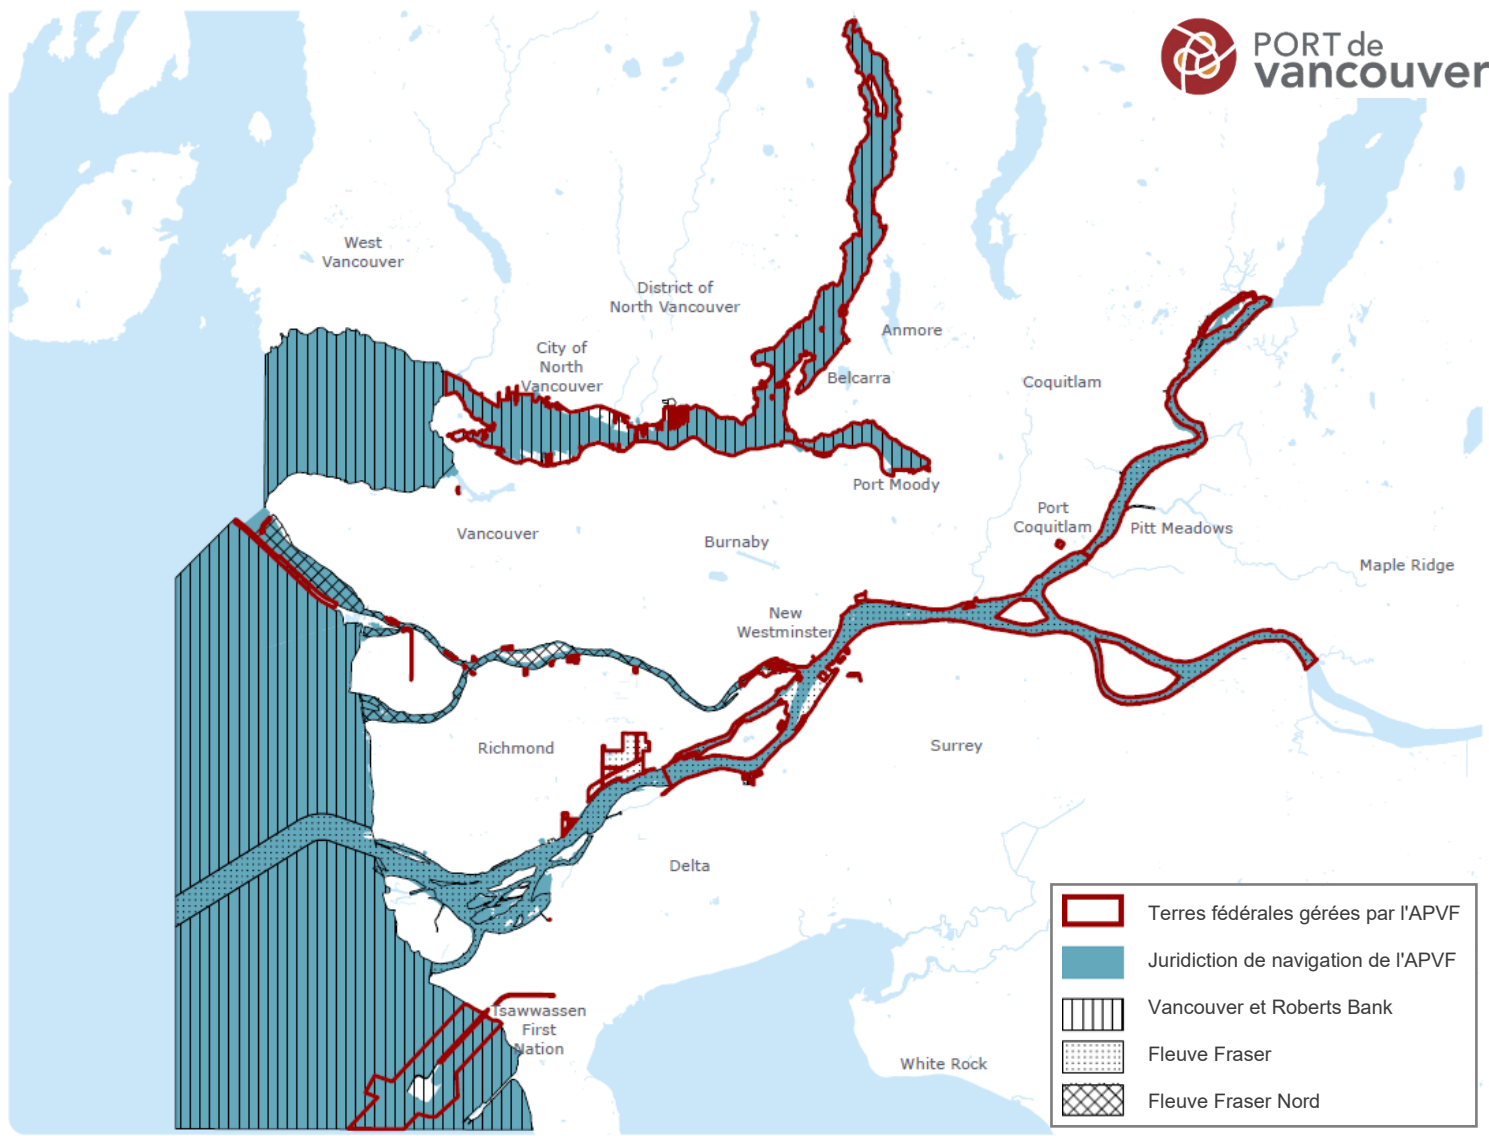 PORT de
vancouver
West
Vancouver
District of
North Vancouver
City of
North
Vancouver
Anmore
Belcarra
Coquitlam
Port Moody
Port
Coquitlam
Pitt Meadows
Vancouver
Burnaby
Maple Ridge
New
Westminster
Richmond
Surrey
Delta
Tsawwassen
First
Nation
White Rock
Terres fédérales gérées par l'APVF
Juridiction de navigation de l'APVF
Vancouver et Roberts Bank
Fleuve Fraser
Fleuve Fraser Nord